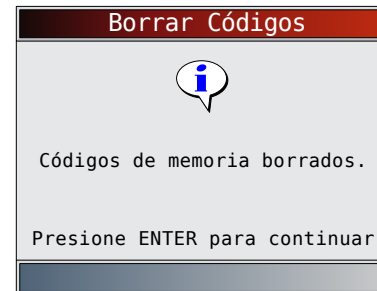 Borrar Códigos
Códigos de memoria borrados.
Presione ENTER para continuar